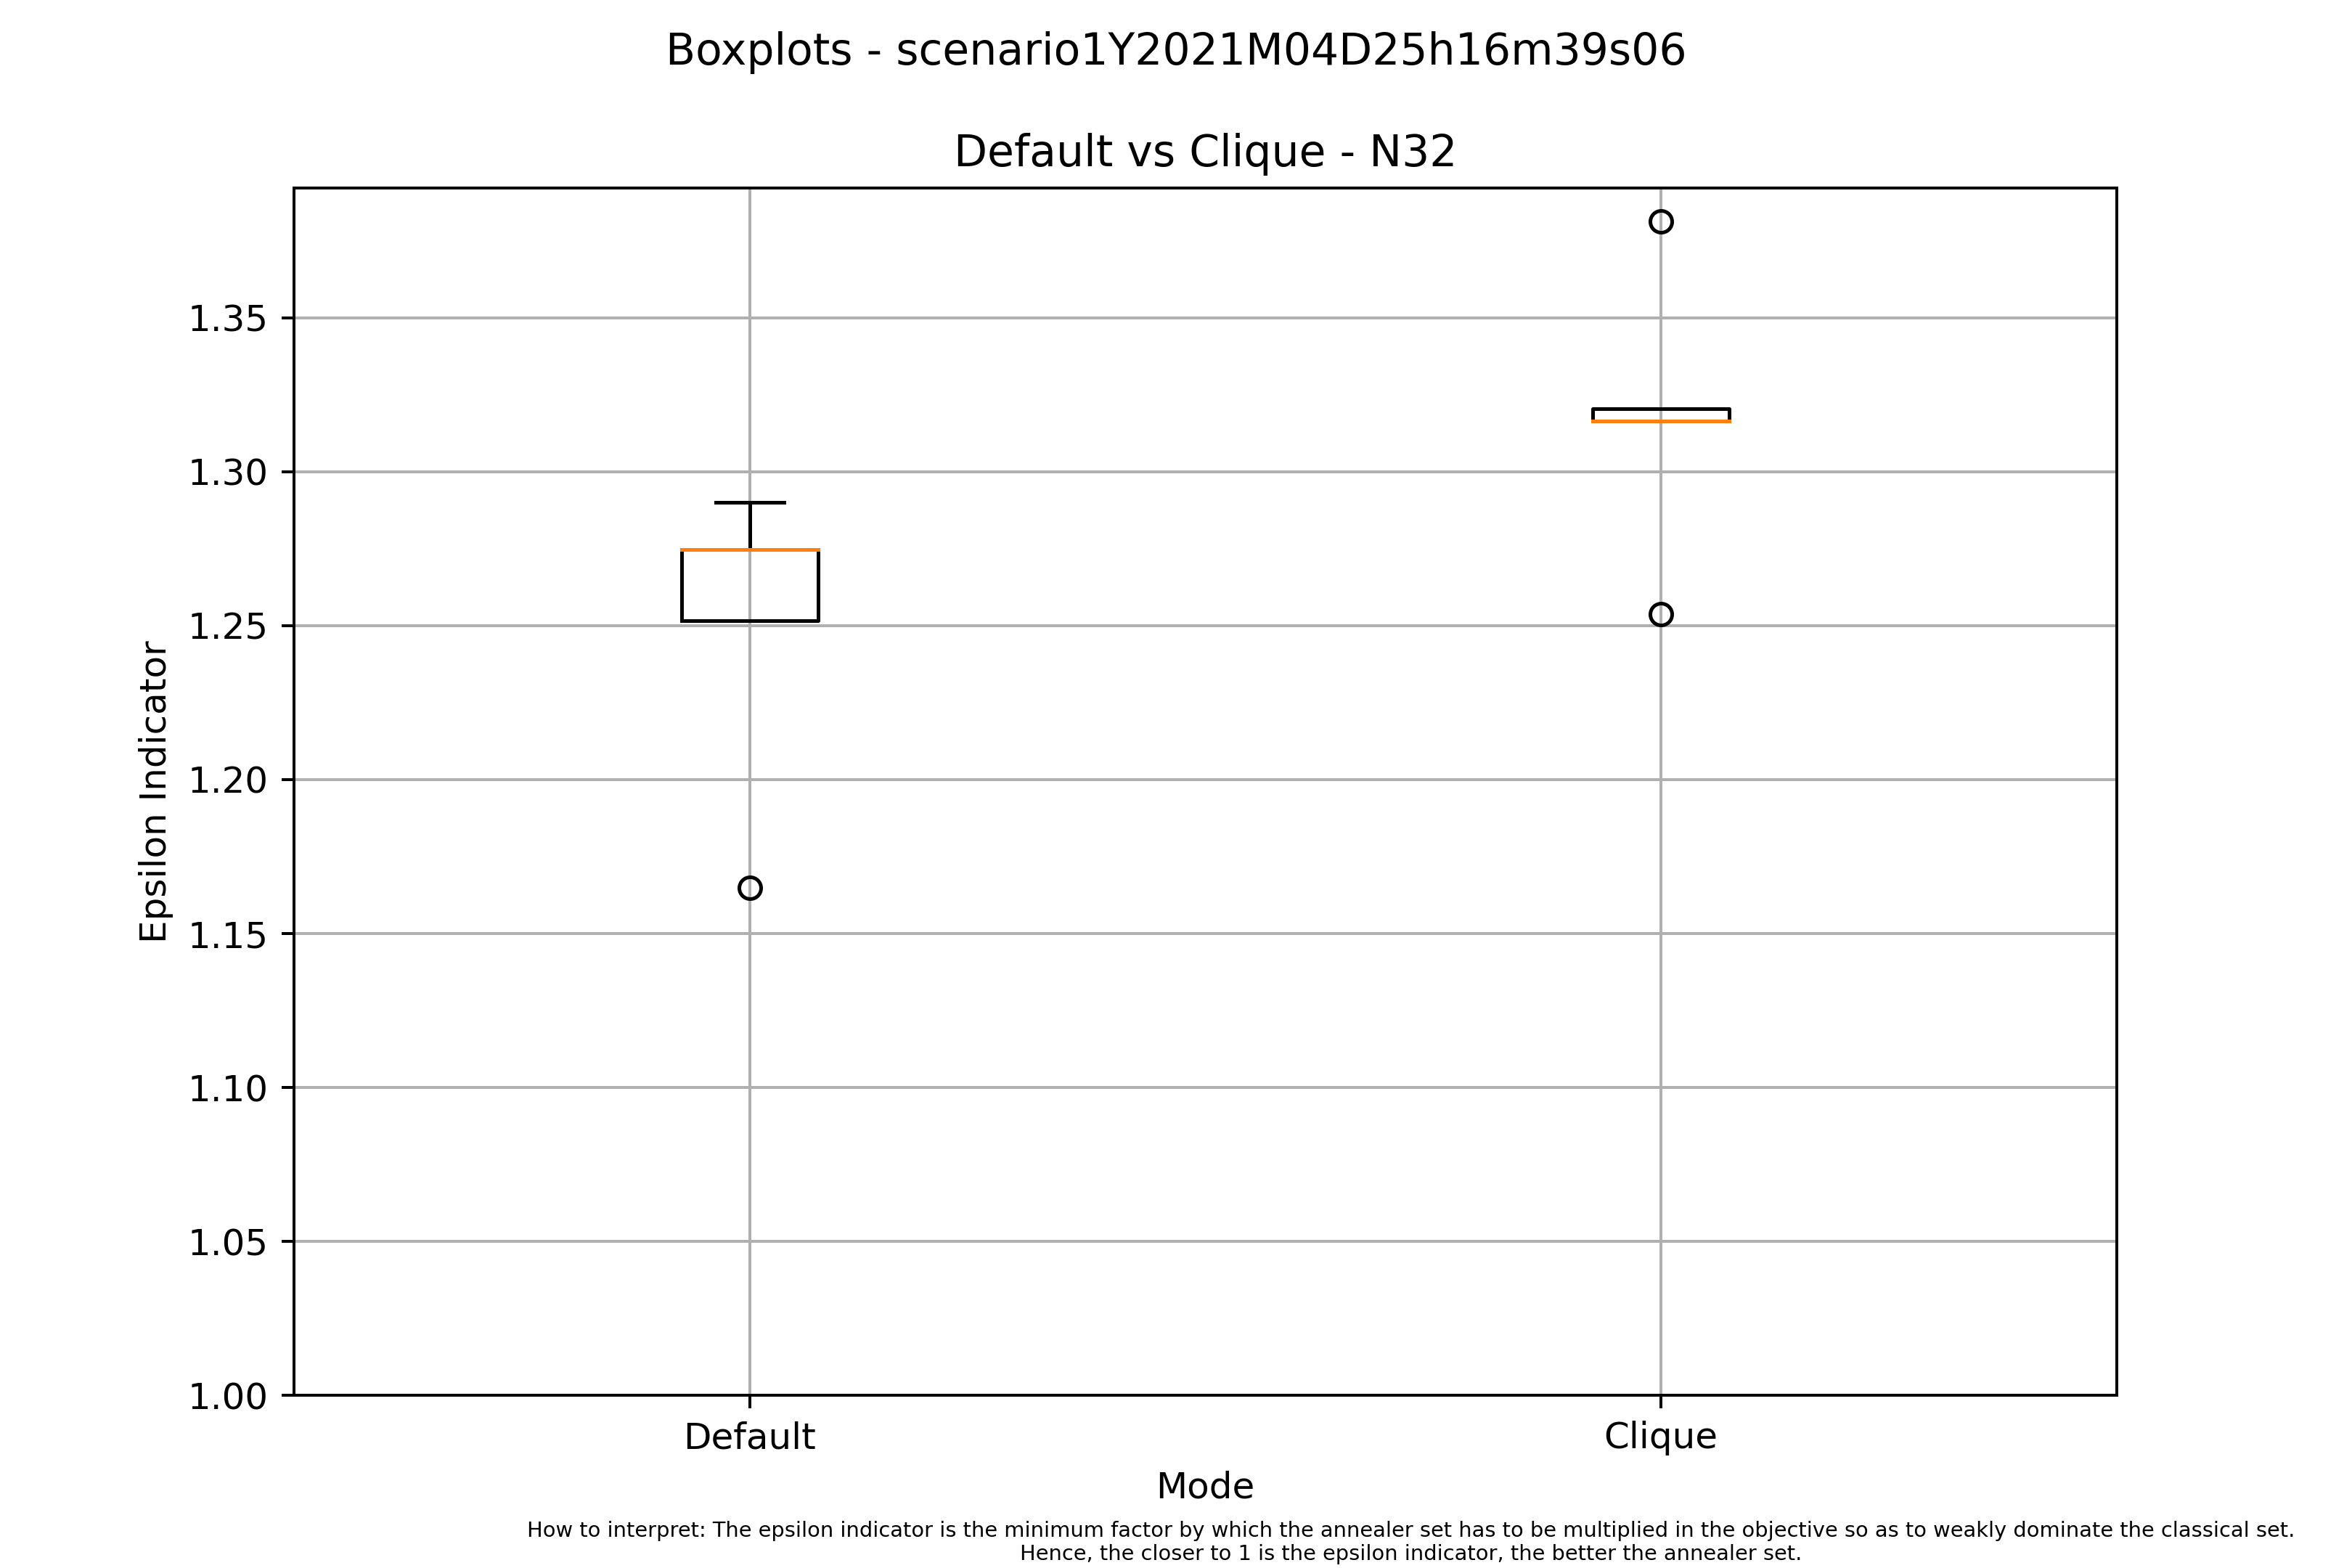 Boxplots - scenario1Y2021M04D25h16m39s06
Default vs Clique - N32
1.35
1.30
1.25
1.20
1.15
1.10
1.05
1.00
Epsilon Indicator
Default
Clique
Mode
How to interpret: The epsilon indicator is the minimum factor by which the annealer set has to be multiplied in the objective so as to weakly dominate the classical set.
Hence, the closer to 1 is the epsilon indicator, the better the annealer set.